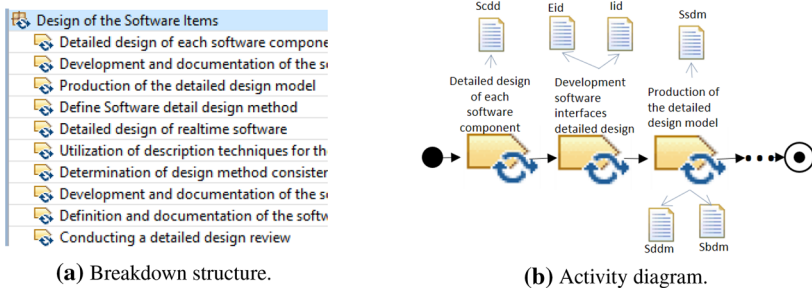 Design of the Software Items
Detailed design of each software compone
Development and documentation of the so
Production of the detailed design model
Define Software detail design method
Detailed design of realtime software
Utilization of description techniques for the
Determination of design method consister
Development and documentation of the so
Definition and documentation of the softw
Conducting a detailed design review
(a) Breakdown structure.
Scdd
Eid
Iid
Ssdm
Detailed design
of each
software
component
Development
software
interfaces
detailed design
Production of
the detailed
design model
Sddm
Sbdm
(b) Activity diagram.